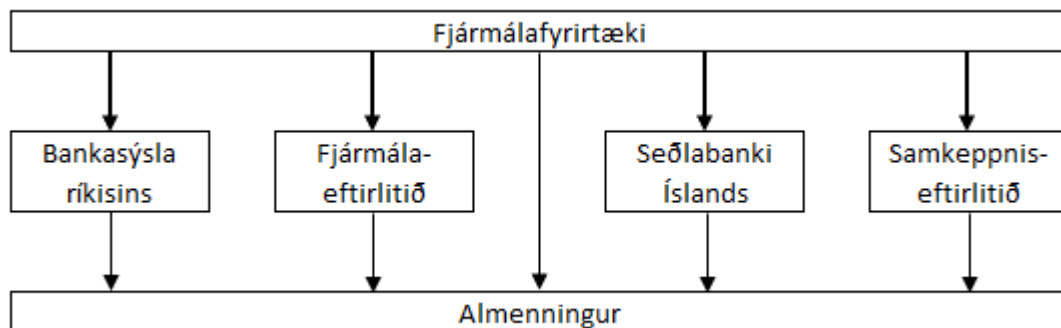 Fjármálafyrirtæki
Bankasýsla
ríkisins
Fjármála-
eftirlitið
Seðlabanki
Íslands
Samkeppnis-
eftirlitið
Almenningur